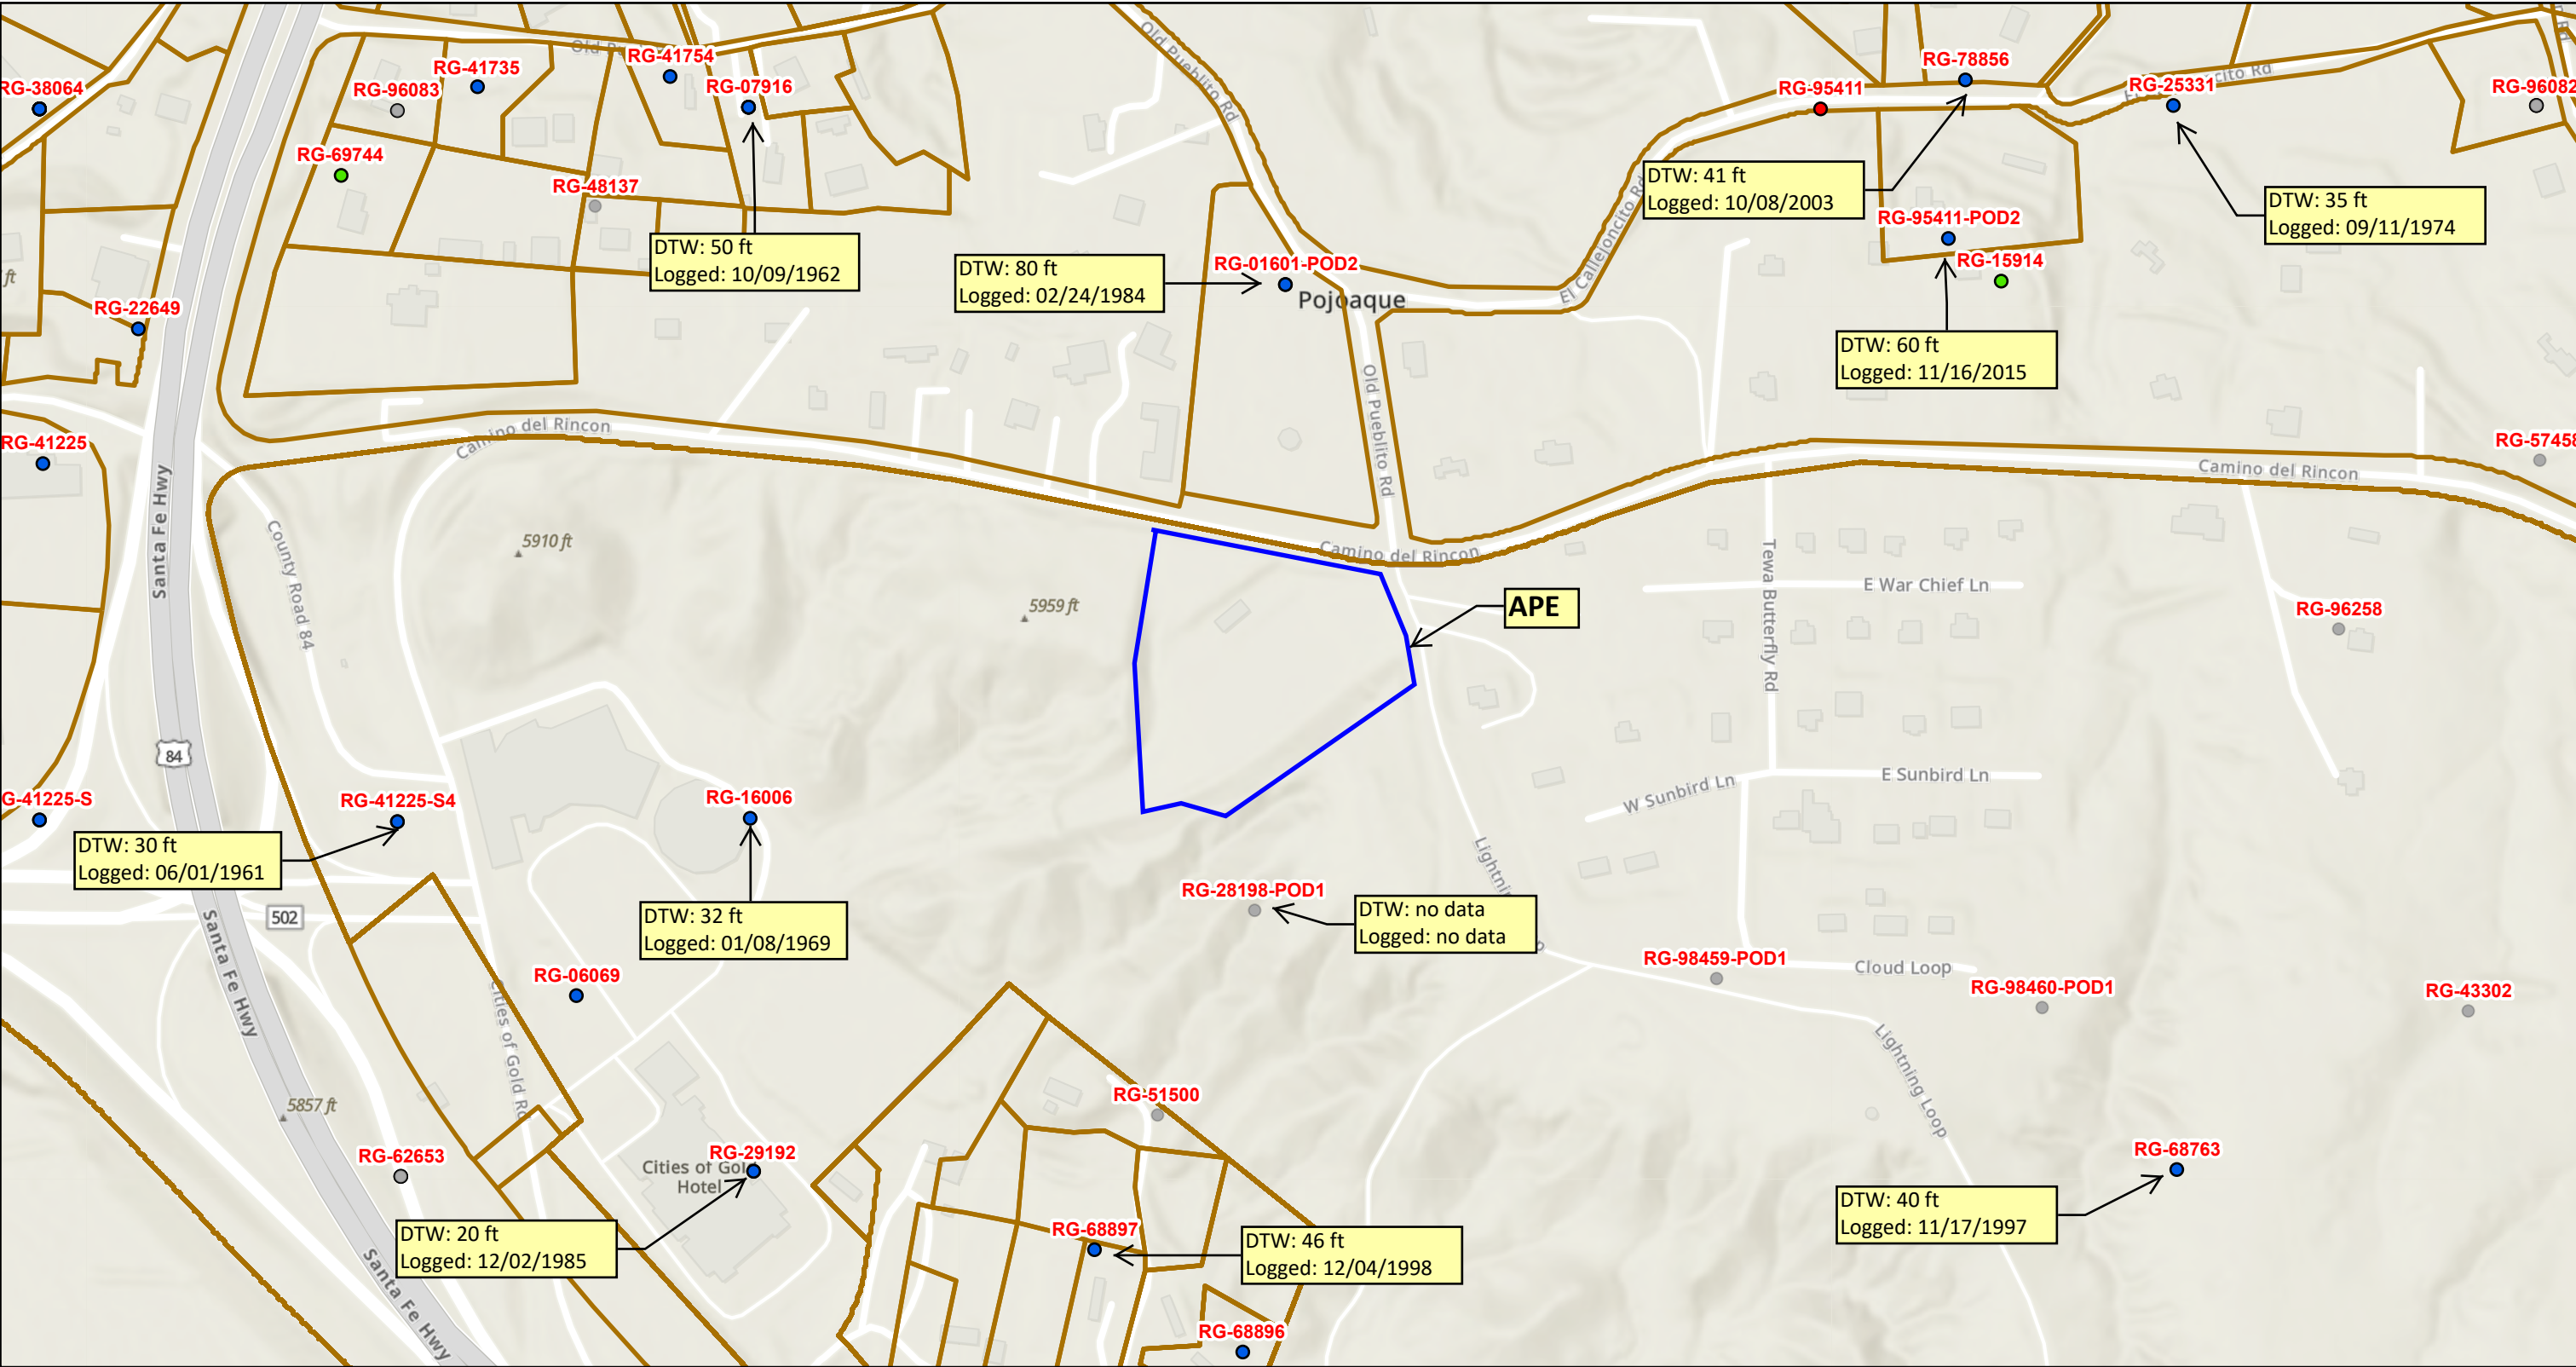 RG-38064
RG-41735
RG-41754
RG-96083
RG-07916
RG-69744
RG-48137
RG-22649
Old Pueblito Rd
RG-95411
RG-78856
RG-25331
RG-96082
DTW: 41 ft
Logged: 10/08/2003
DTW: 35 ft
Logged: 09/11/1974
RG-95411-POD2
RG-15914
DTW: 50 ft
Logged: 10/09/1962
DTW: 80 ft
Logged: 02/24/1984
RG-01601-POD2
Pojoaque
El Callejoncito Rd
DTW: 60 ft
Logged: 11/16/2015
Old Pueblito Rd
RG-41225
Camino del Rincon
Camino del Rincon
Camino del Rincon
RG-57458
Santa Fe Hwy
County Road 84
5910 ft
5959 ft
APE
Tewa Butterfly Rd
E War Chief Ln
RG-96258
84
W Sunbird Ln
E Sunbird Ln
G-41225-S
RG-41225-S4
RG-16006
DTW: 30 ft
Logged: 06/01/1961
502
DTW: 32 ft
Logged: 01/08/1969
RG-28198-POD1
DTW: no data
Logged: no data
Santa Fe Hwy
RG-06069
Cities of Gold Rd
RG-98459-POD1
Cloud Loop
RG-98460-POD1
RG-43302
Lightning Loop
5857 ft
RG-51500
RG-62653
RG-29192
Cities of Gol
Hotel
RG-68763
DTW: 20 ft
Logged: 12/02/1985
RG-68897
DTW: 46 ft
Logged: 12/04/1998
DTW: 40 ft
Logged: 11/17/1997
Santa Fe Hwy
RG-68896